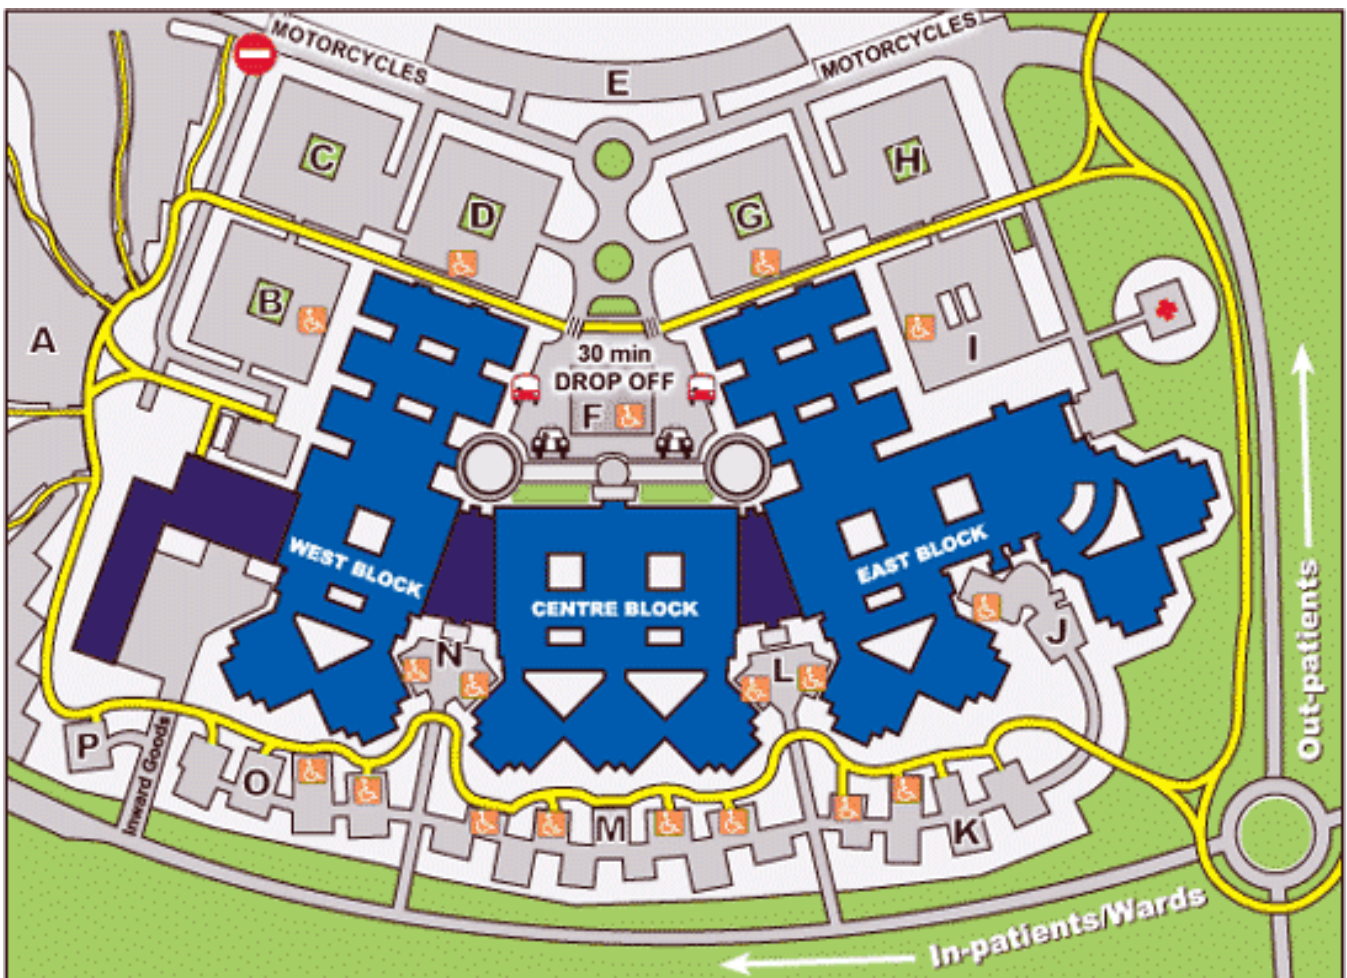 MOTORCYCLES
MOTORCYCLES
E
C
H
D
G
B
A
I
30 min
DROP OFF
F
WEST BLOCK
EAST BLOCK
CENTRE BLOCK
N
L
J
P
Inward Goods
O
M
K
Out-patients
In-patients/Wards